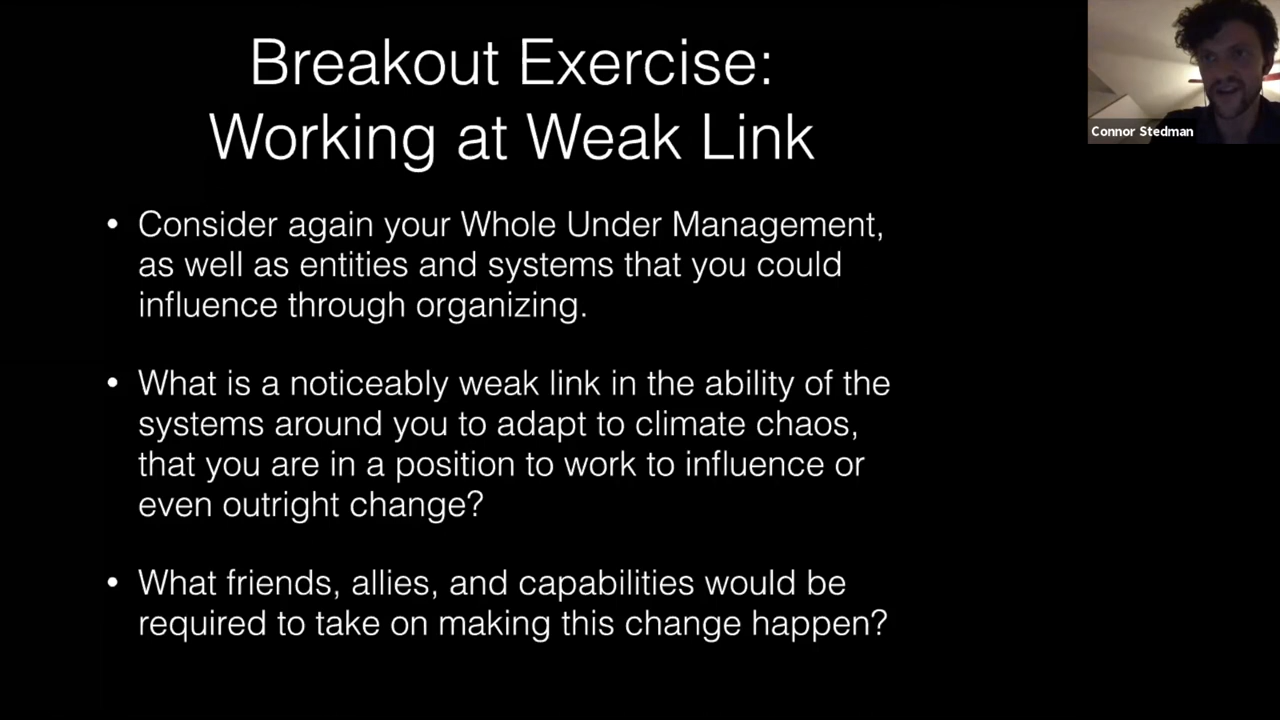 Breakout Exercise:
Working at Weak Link
Connor Stedman
• Consider again your Whole Under Management,
as well as entities and systems that you could
influence through organizing.
• What is a noticeably weak link in the ability of the
systems around you to adapt to climate chaos,
that you are in a position to work to influence or
even outright change?
• What friends, allies, and capabilities would be
required to take on making this change happen?